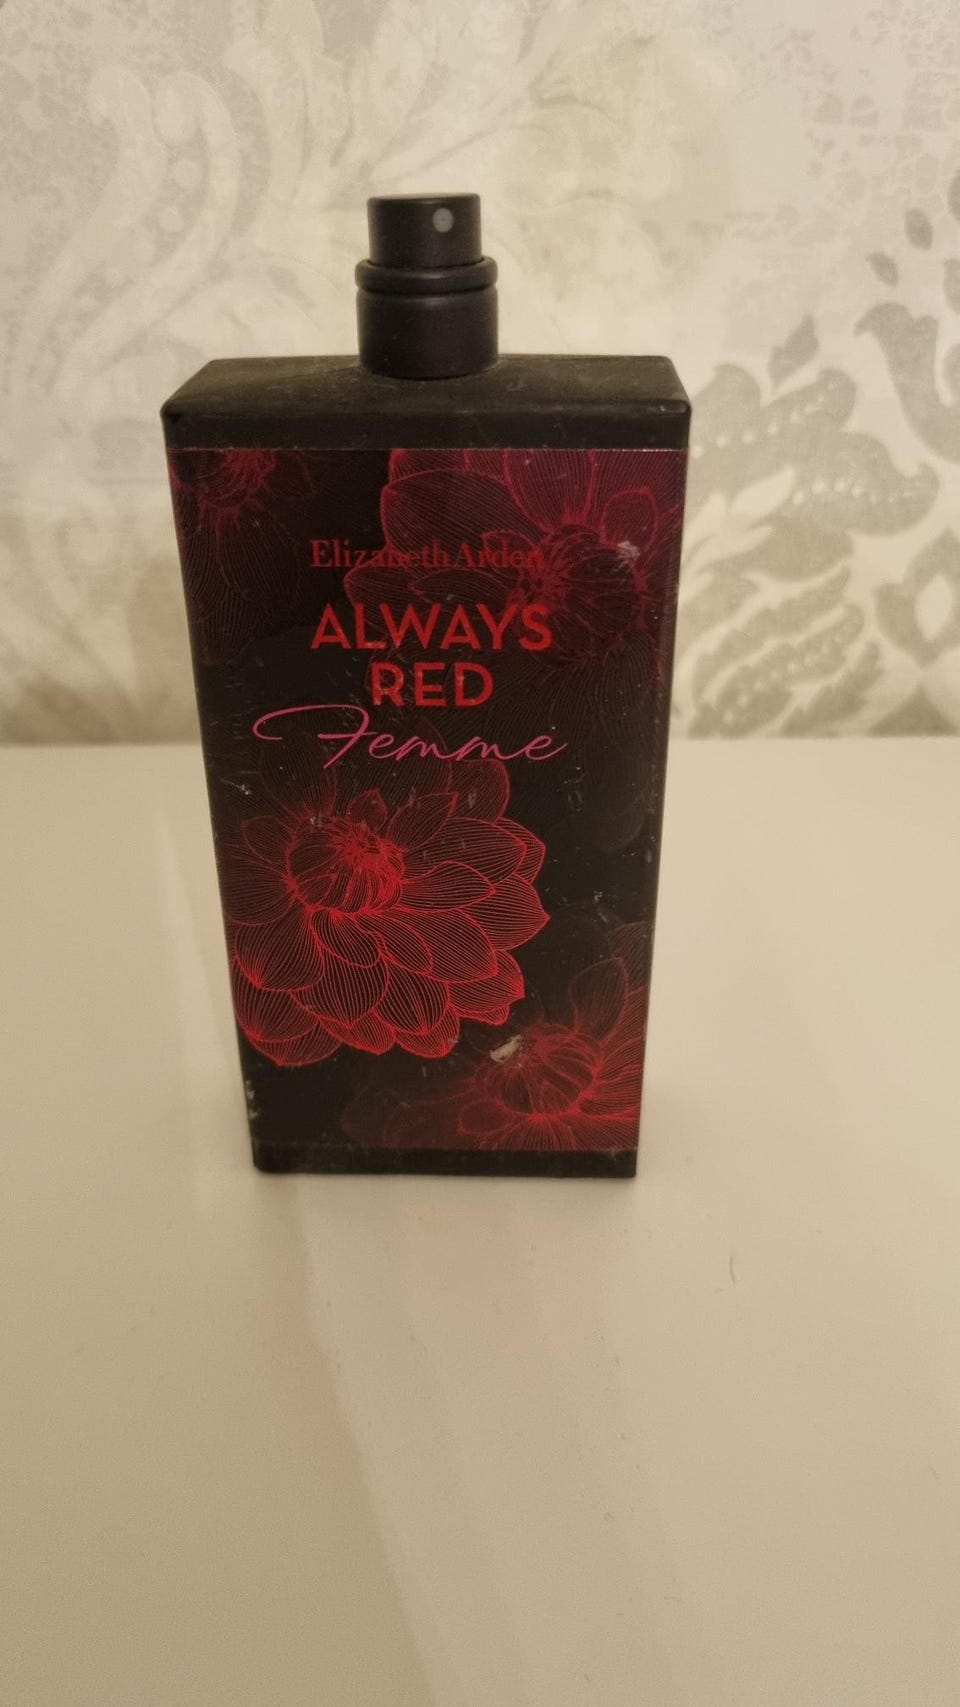 Elizabeth Arden
ALWAYS
RED
Femme